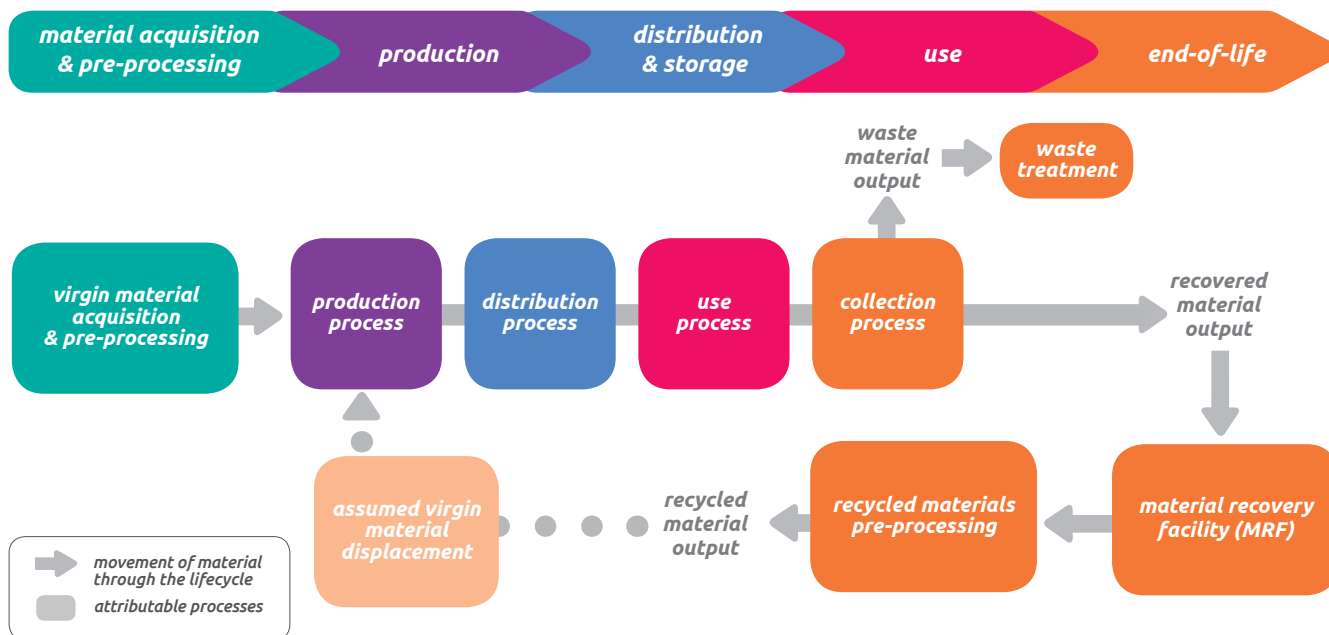 material acquisition
& pre-processing
production
distribution
& storage
use
end-of-life
waste
material
output
waste
treatment
virgin material
acquisition
& pre-processing
production
process
distribution
process
use
process
collection
process
recovered
material
output
assumed virgin
material
displacement
recycled
material
output
recycled materials
pre-processing
material recovery
facility (MRF)
movement of material
through the lifecycle
attributable processes